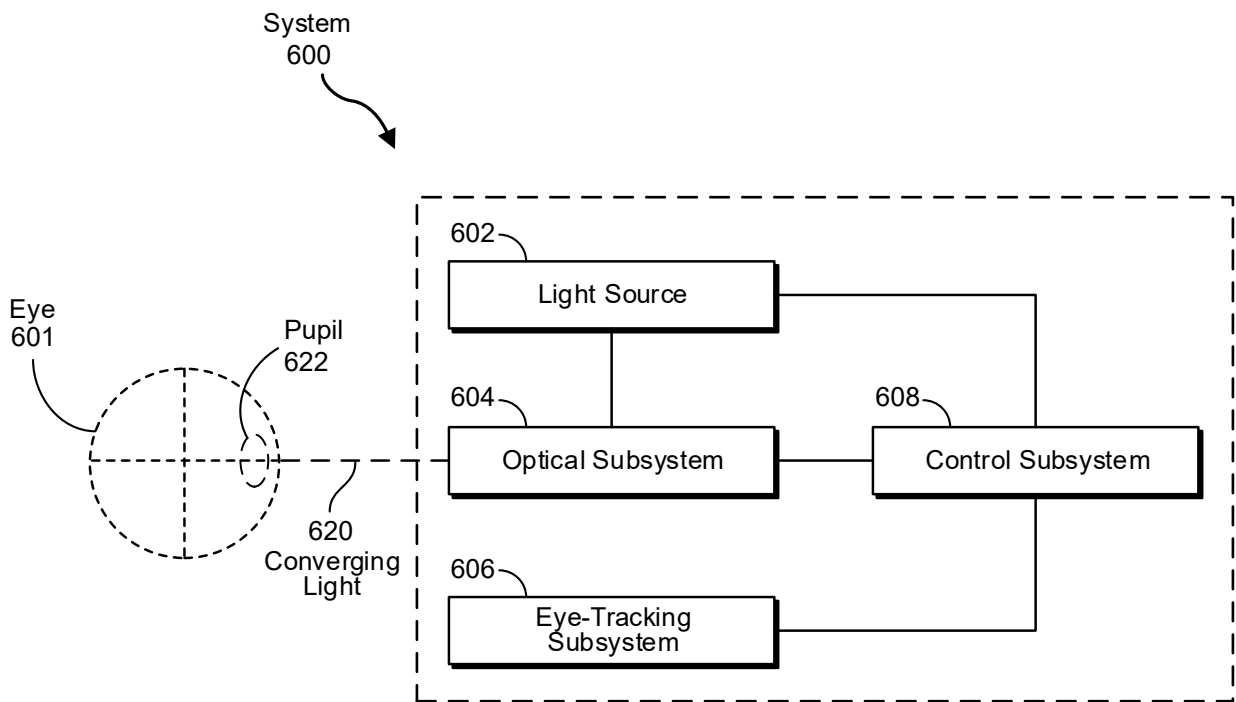 System
600
602
Light Source
Eye
601
Pupil
622
604
Optical Subsystem
608
Control Subsystem
620
Converging
Light
606
Eye-Tracking
Subsystem